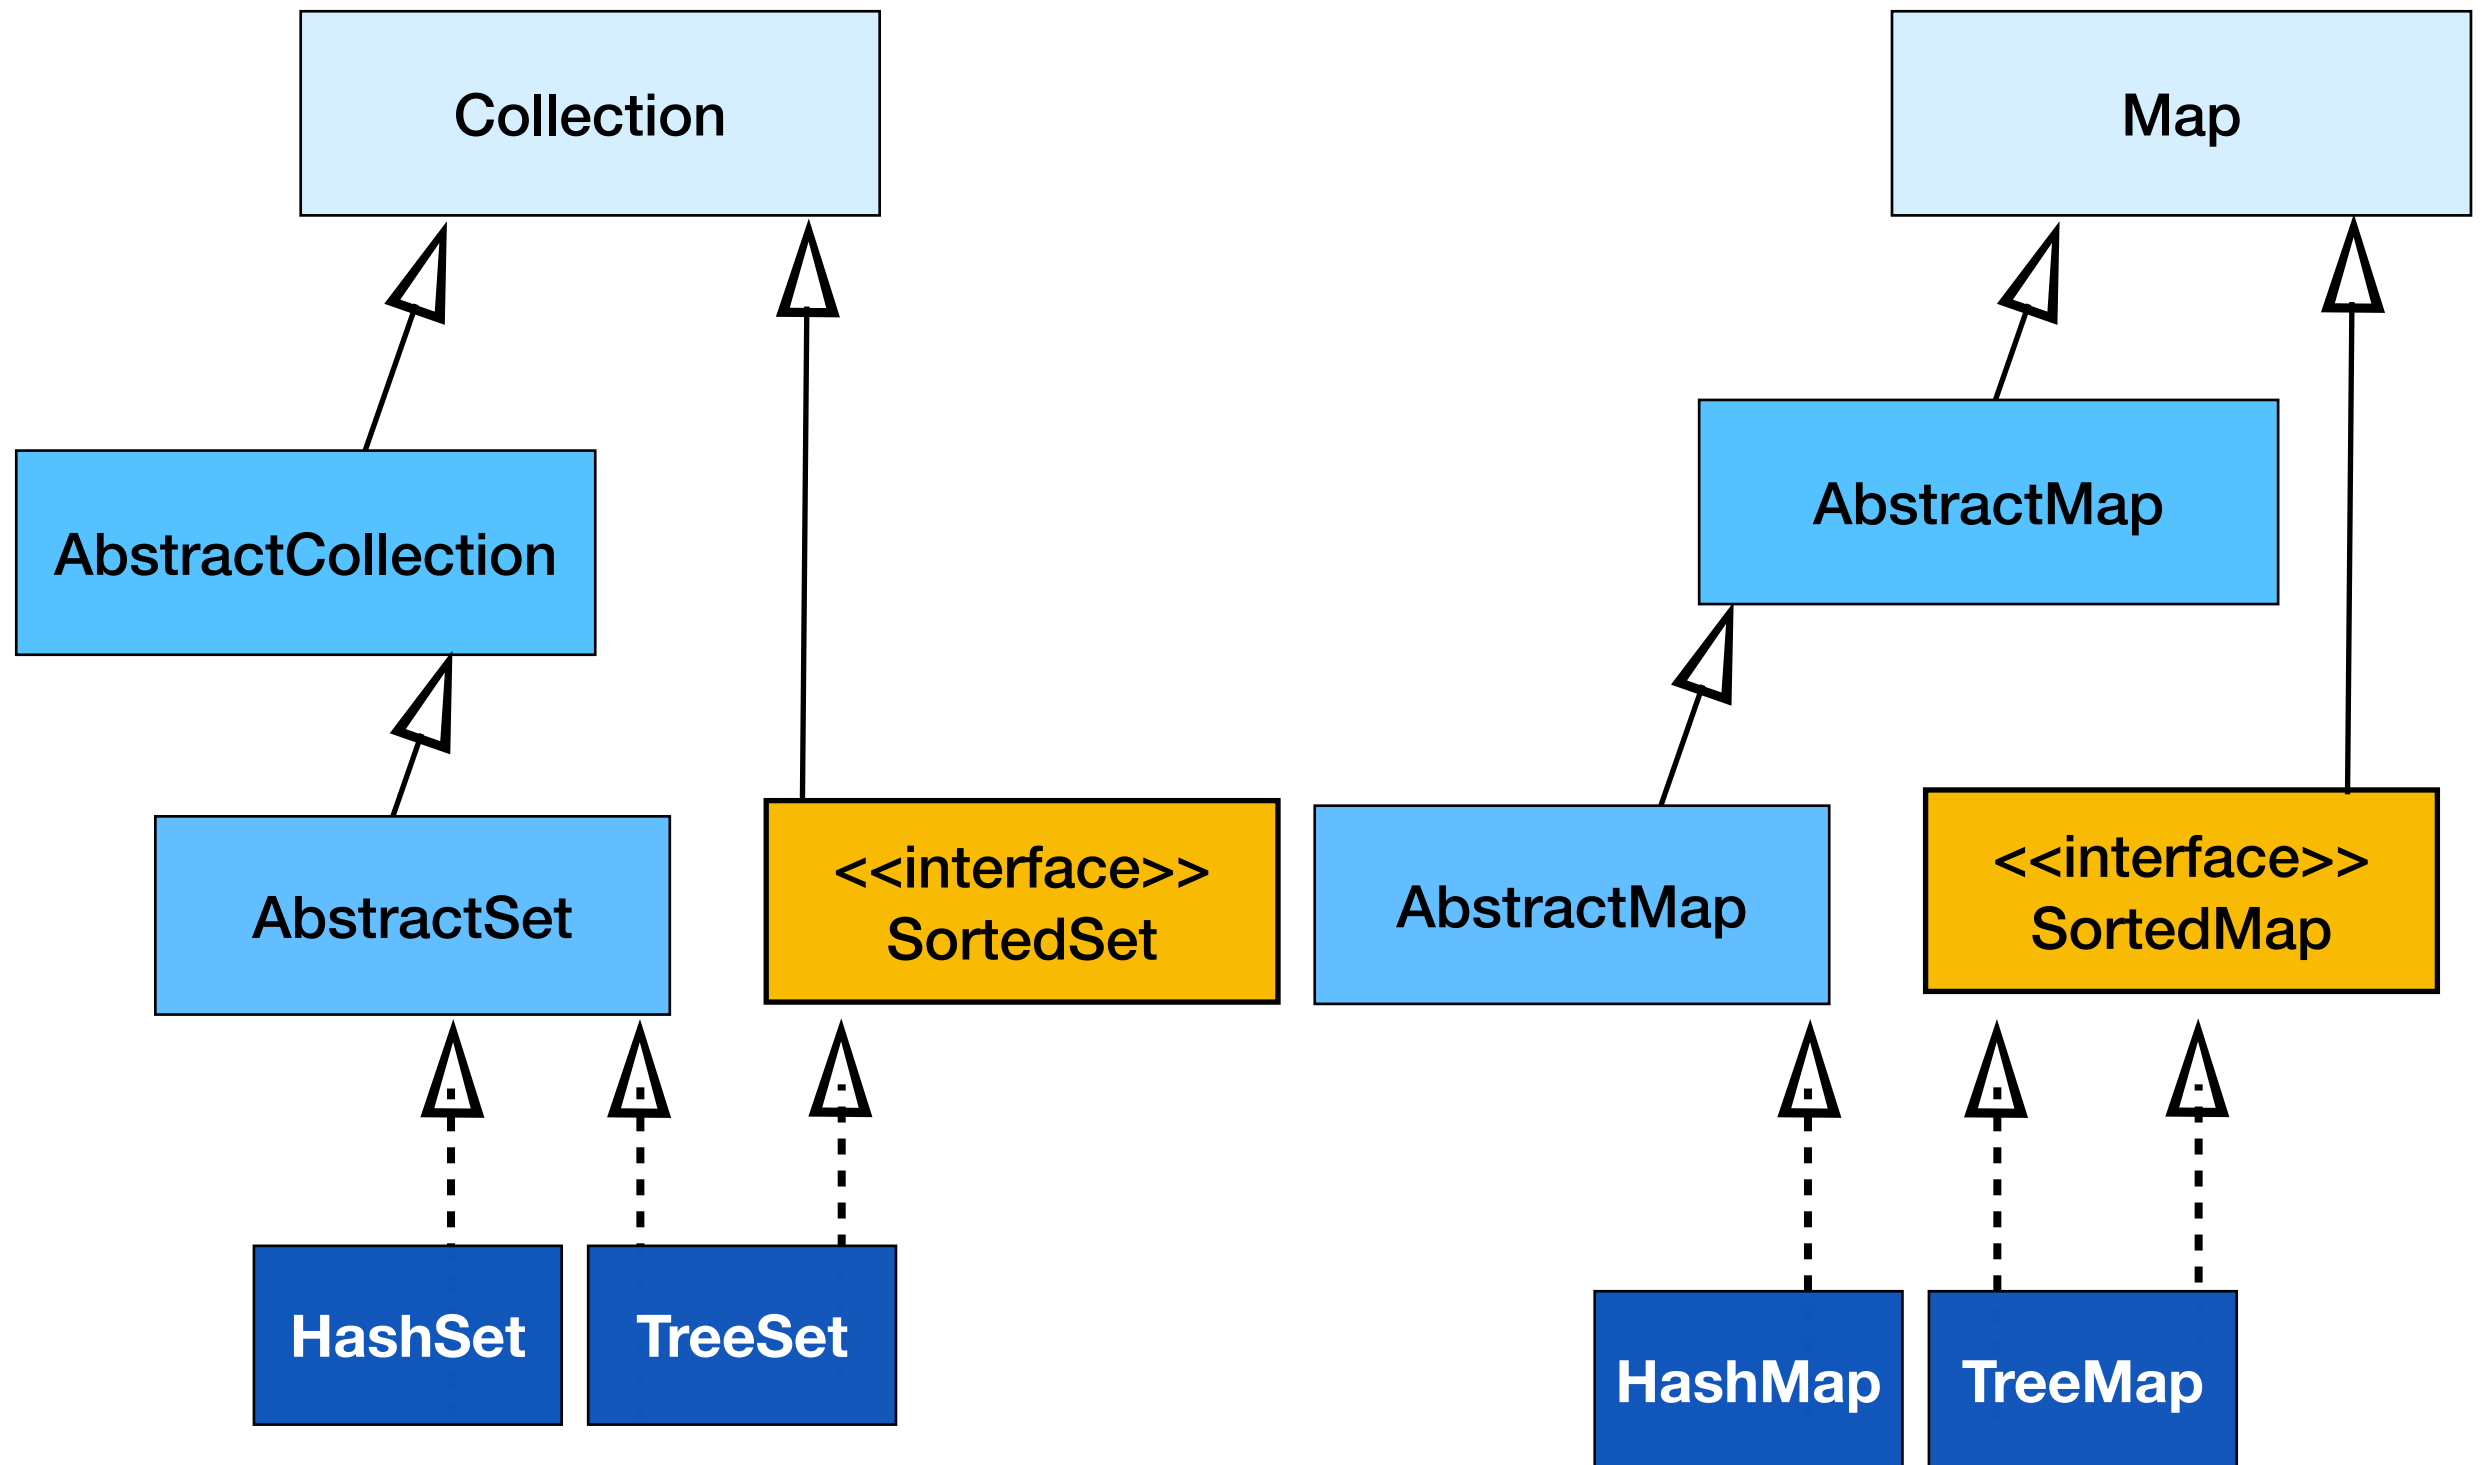 Collection
Map
AbstractCollection
AbstractMap
AbstractSet
<<interface>>
SortedSet
AbstractMap
<<interface>>
SortedMap
HashSet
TreeSet
HashMap
TreeMap